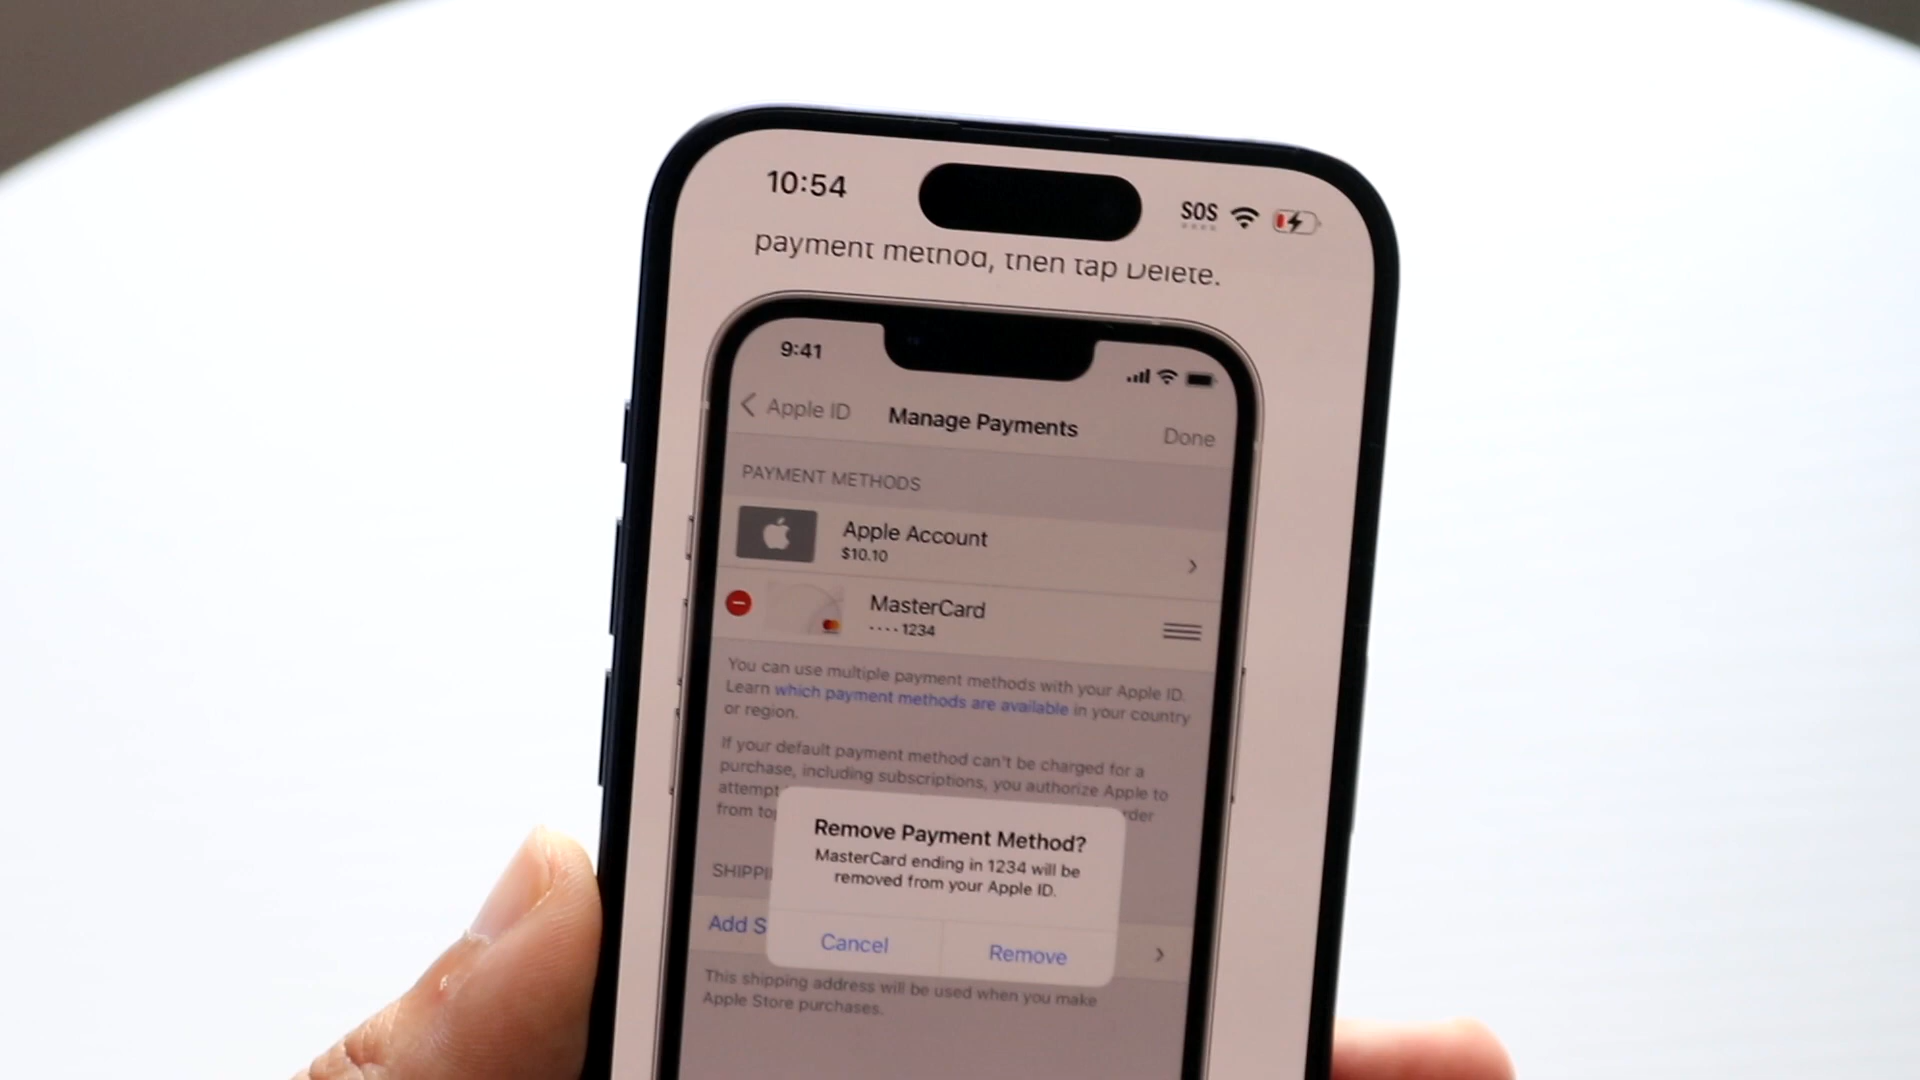 10:54
SOS
payment method, then tap Delete.
9:41
Apple ID
Manage Payments
Done
PAYMENT METHODS
Apple Account
$10.10
MasterCard
···· 1234
You can use multiple payment methods with your Apple ID.
Learn which payment methods are available in your country
or region.
If your default payment method can't be charged for a
purchase, including subscriptions, you authorize Apple to
attempt
from
Remove Payment Method?
MasterCard ending in 1234 will be
removed from your Apple ID.
Cancel
Remove
Add
This shipping address will be used when you make
Apple Store purchases.